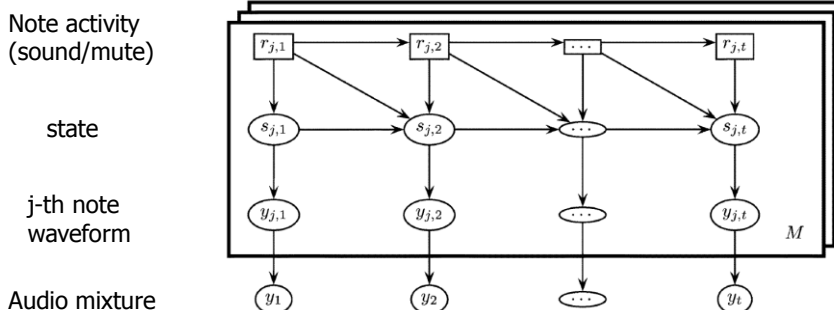 Note activity
(sound/mute)
r_{j,1} r_{j,2} ... r_{j,t}
state
s_{j,1} s_{j,2} ... s_{j,t}
j-th note
waveform
y_{j,1} y_{j,2} ... y_{j,t}
M
Audio mixture
y_1 y_2 ... y_t